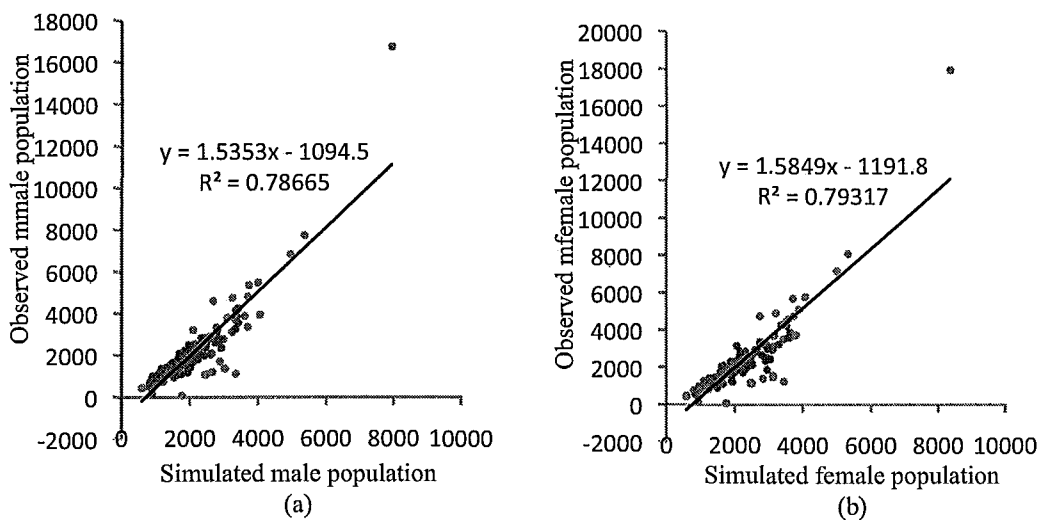 18000
16000
14000
12000
10000
8000
6000
4000
2000
0
-2000
Observed mmale population
y = 1.5353x - 1094.5
R² = 0.78665
0 2000 4000 6000 8000 10000
Simulated male population
(a)
20000
18000
16000
14000
12000
10000
8000
6000
4000
2000
0
-2000
Observed mfemale population
y = 1.5849x - 1191.8
R² = 0.79317
0 2000 4000 6000 8000 10000
Simulated female population
(b)